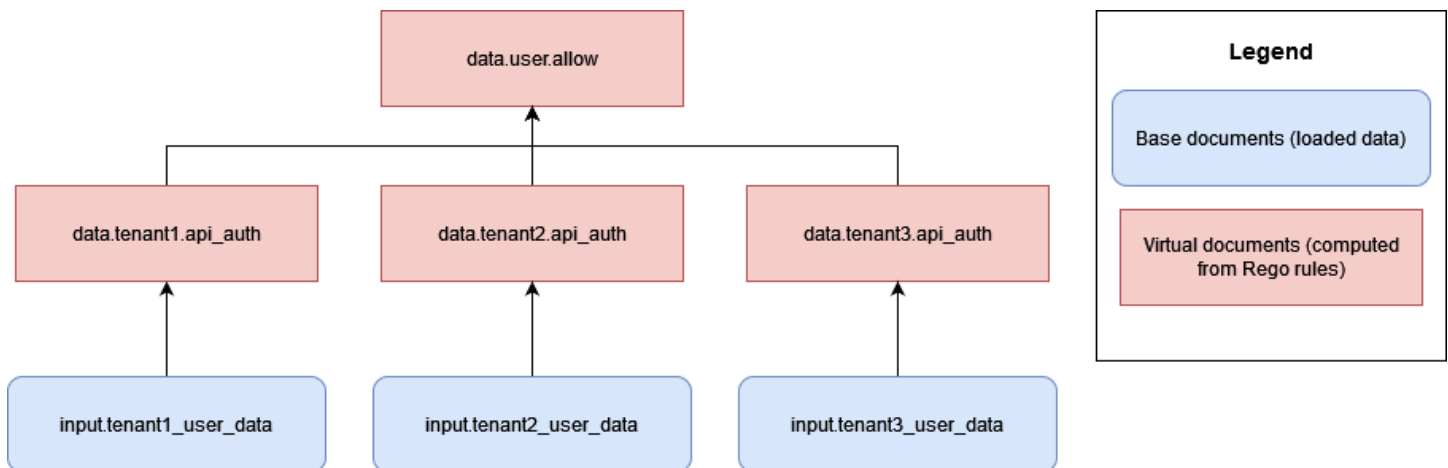 data.user.allow
Legend
Base documents (loaded data)
data.tenant1.api_auth
data.tenant2.api_auth
data.tenant3.api_auth
Virtual documents (computed
from Rego rules)
input.tenant1_user_data
input.tenant2_user_data
input.tenant3_user_data